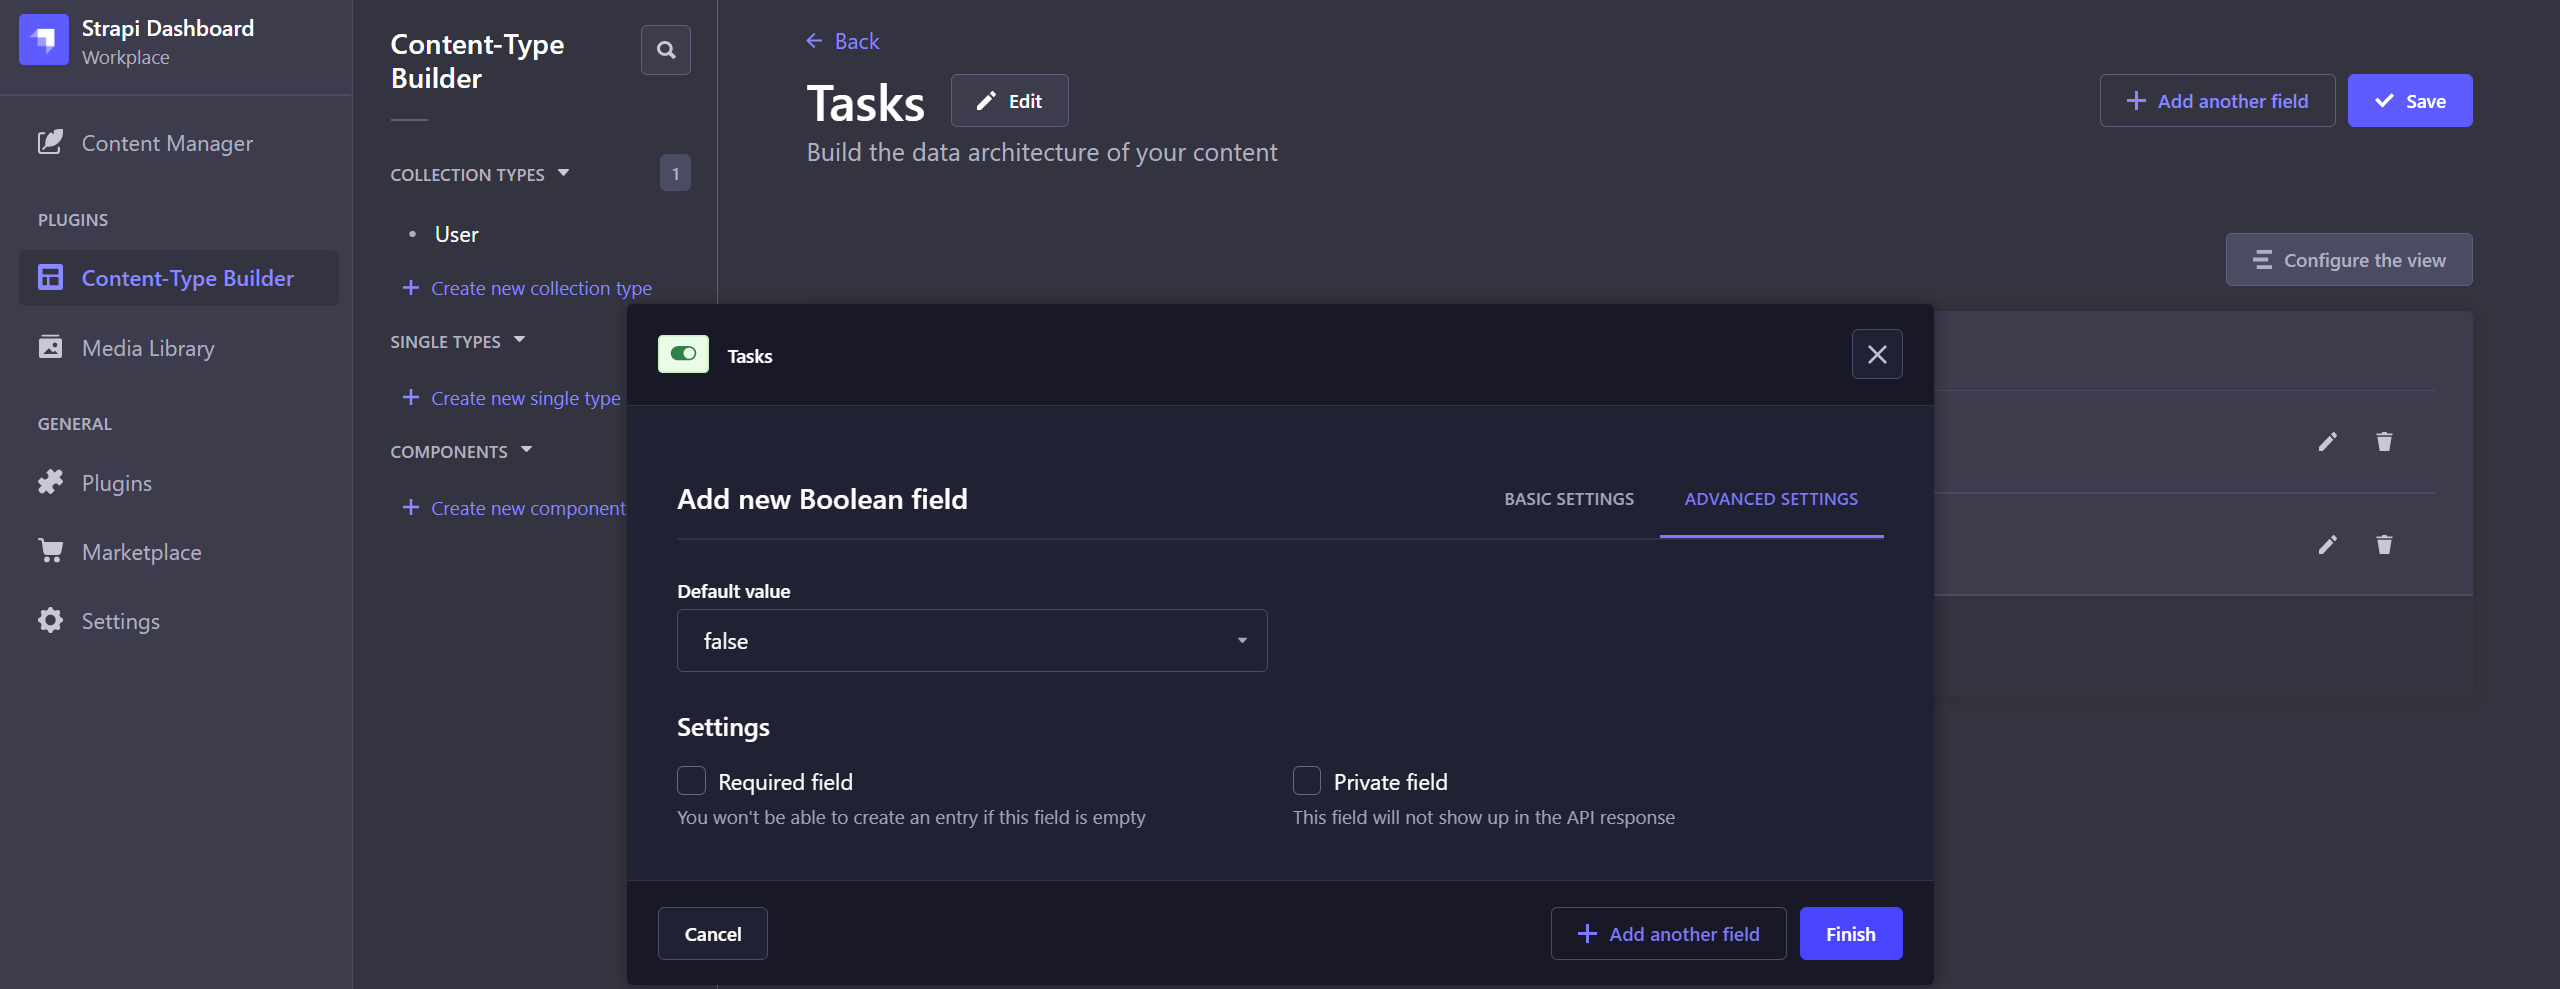 Strapi Dashboard
Workplace
Content Manager
PLUGINS
Content-Type Builder
Media Library
GENERAL
Plugins
Marketplace
Settings
Content-Type
Builder
COLLECTION TYPES
1
User
Create new collection type
SINGLE TYPES
Create new single type
COMPONENTS
Create new component
Back
Tasks
Edit
Build the data architecture of your content
Add another field
Save
Configure the view
Tasks
Add new Boolean field
BASIC SETTINGS
ADVANCED SETTINGS
Default value
false
Settings
Required field
You won't be able to create an entry if this field is empty
Private field
This field will not show up in the API response
Cancel
Add another field
Finish